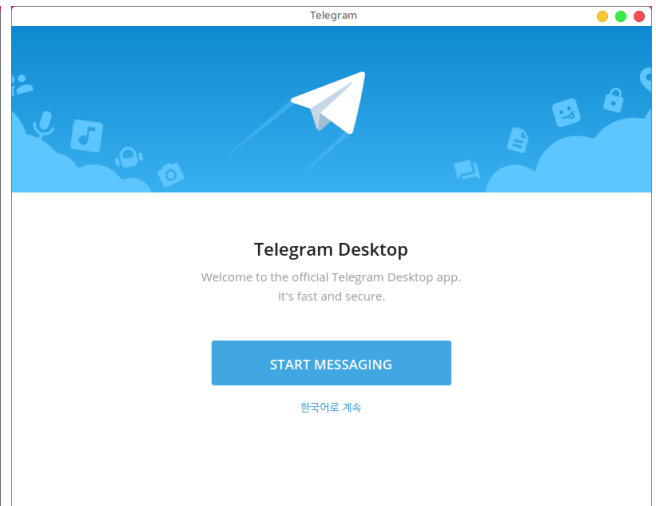 Telegram
Telegram Desktop
Welcome to the official Telegram Desktop app.
It's fast and secure.
START MESSAGING
한국어로 계속